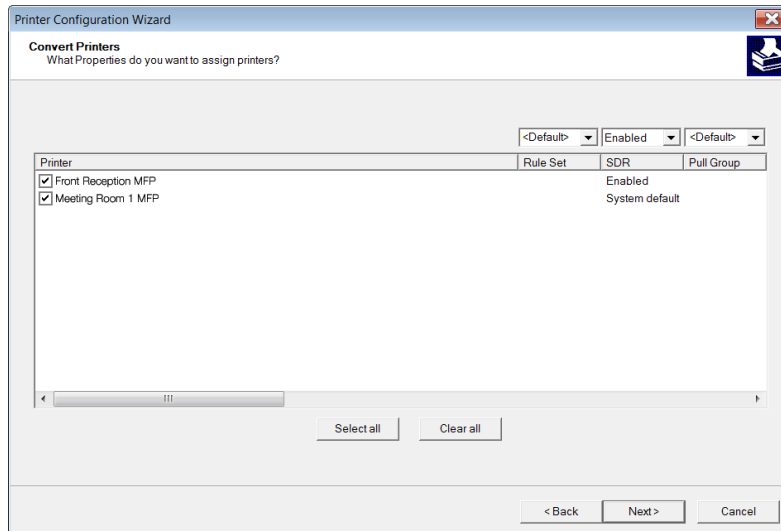 Printer Configuration Wizard
Convert Printers
What Properties do you want to assign printers?
<Default> Enabled <Default>
Printer Rule Set SDR Pull Group
Front Reception MFP Enabled
Meeting Room 1 MFP System default
Select all Clear all
< Back Next > Cancel